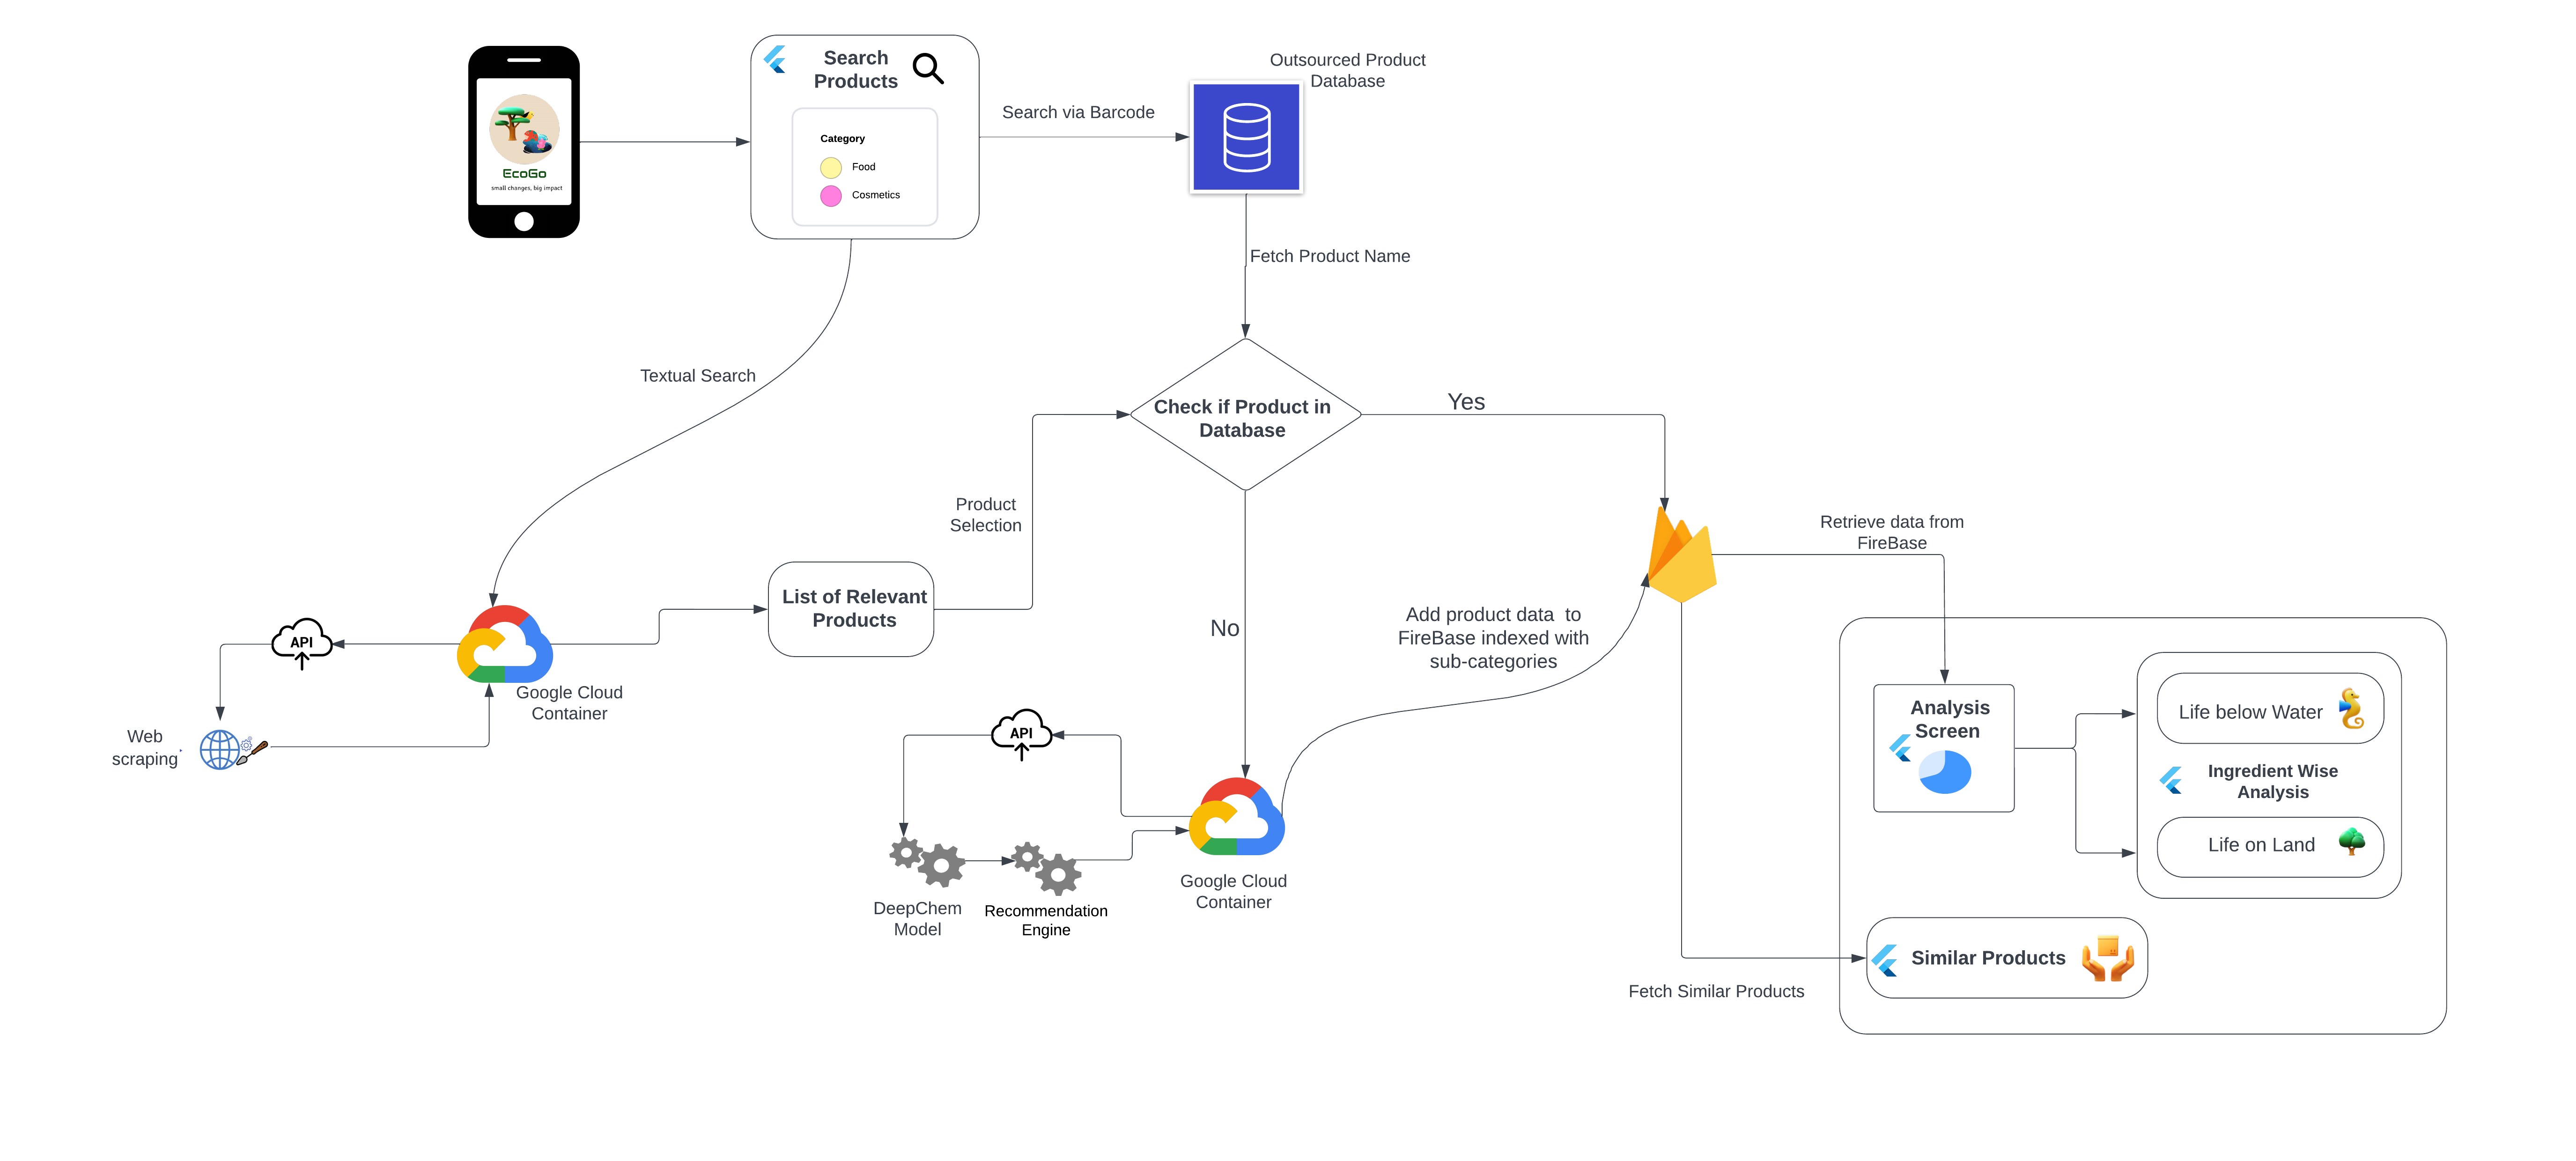 Search
Products
Category
Food
Cosmetics
EcoGo
small changes, big impact
Search via Barcode
Outsourced Product
Database
Fetch Product Name
Textual Search
Check if Product in
Database
Yes
Product
Selection
Retrieve data from
FireBase
List of Relevant
Products
API
Google Cloud
Container
Web
scraping
No
Add product data  to
FireBase indexed with
sub-categories
API
DeepChem
Model
Recommendation
Engine
Google Cloud
Container
Analysis
Screen
Life below Water
Ingredient Wise
Analysis
Life on Land
Similar Products
Fetch Similar Products